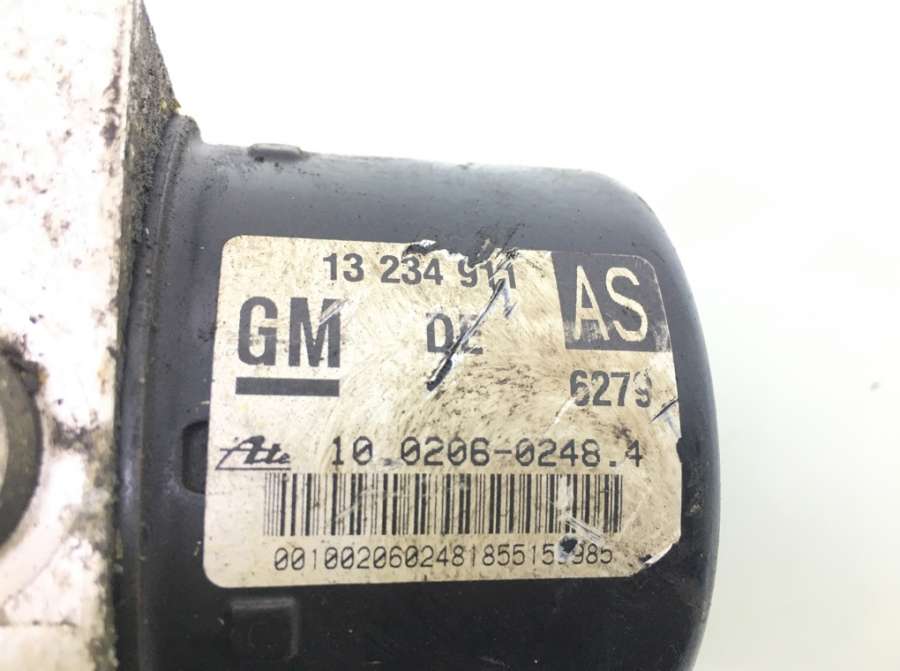 13 234 911
GM DE AS
6279
Ate 10.0206-0248.4